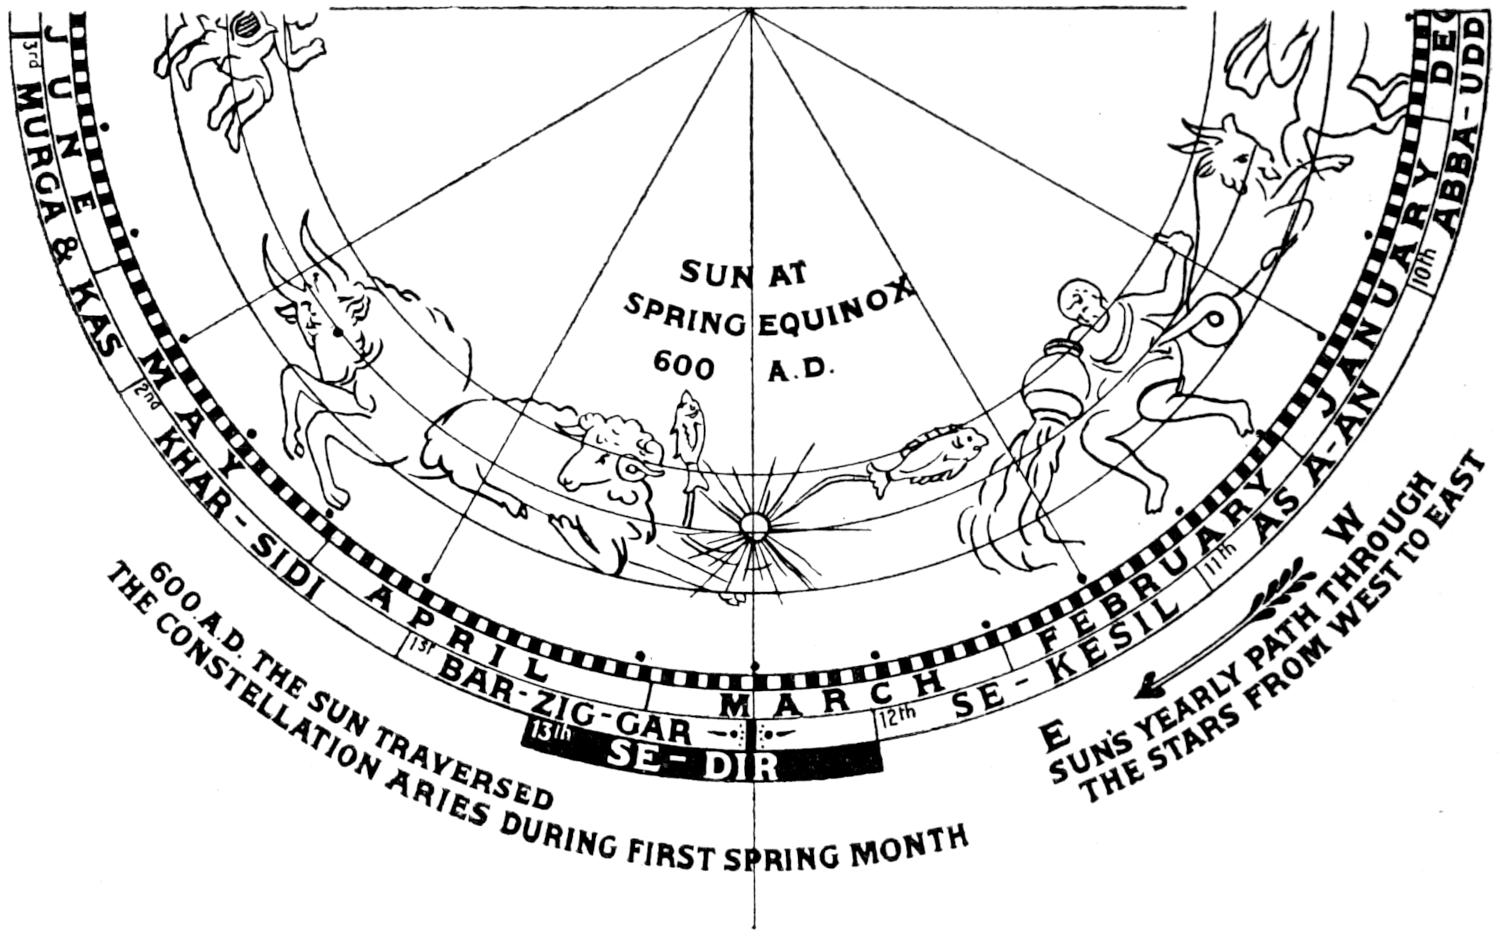 SUN AT
SPRING EQUINOX
600 A.D.
JUNE
MAY
APRIL
MARCH
FEBRUARY
JANUARY
DEC
3rd MURGA & KAS
2nd KHAR-SIDI
1st BAR-ZIG-GAR
13th SE-DIR
12th SE-KESIL
11th AS A-AN
10th ABBA-UDD
600.A.D. THE SUN TRAVERSED
THE CONSTELLATION ARIES DURING FIRST SPRING MONTH
E W
SUN'S YEARLY PATH THROUGH
THE STARS FROM WEST TO EAST